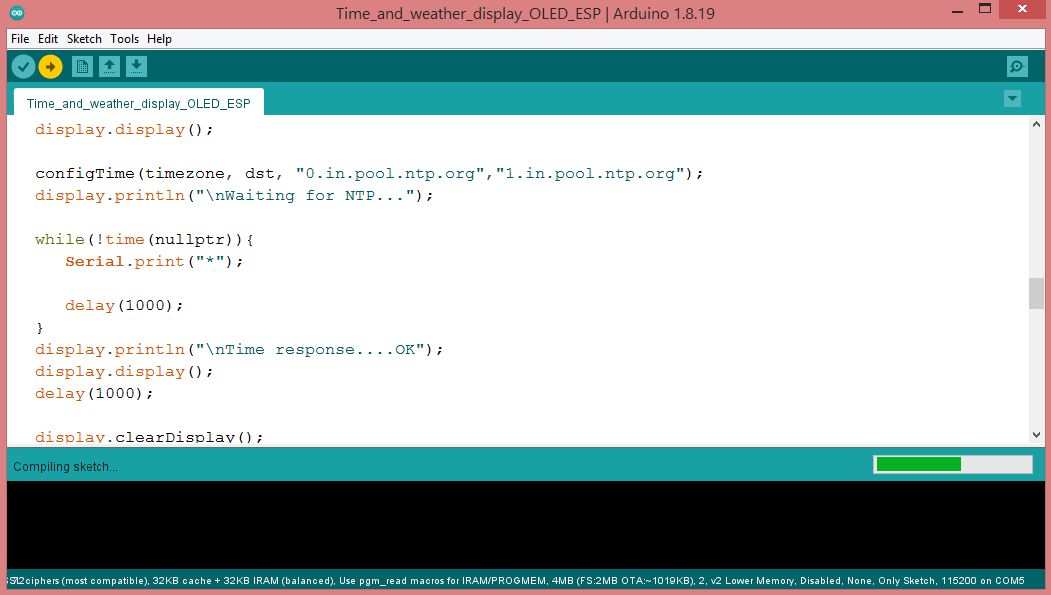 Time_and_weather_display_OLED_ESP | Arduino 1.8.19
File Edit Sketch Tools Help
Time_and_weather_display_OLED_ESP
display.display();
configTime(timezone, dst, "0.in.pool.ntp.org","1.in.pool.ntp.org");
display.println("\nWaiting for NTP...");
while(!time(nullptr)){
Serial.print("*");
delay(1000);
}
display.println("\nTime response....OK");
display.display();
delay(1000);
display.clearDisplay();
Compiling sketch...
ciphers (most compatible), 32KB cache + 32KB IRAM (balanced), Use pgm_read macros for IRAM/PROGMEM, 4MB (FS:2MB OTA:~1019KB), 2, v2 Lower Memory, Disabled, None, Only Sketch, 115200 on COM5